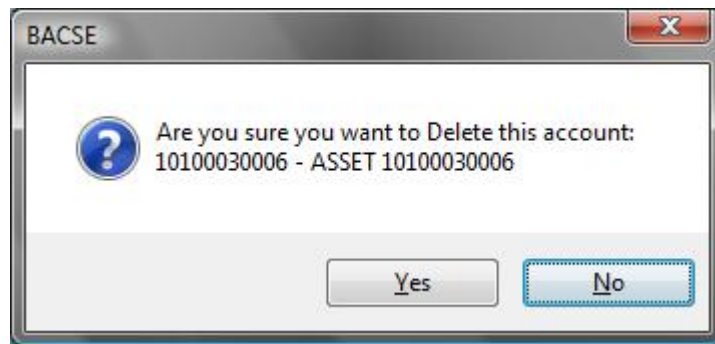 BACSE
Are you sure you want to Delete this account:
10100030006 - ASSET 10100030006
Yes
No